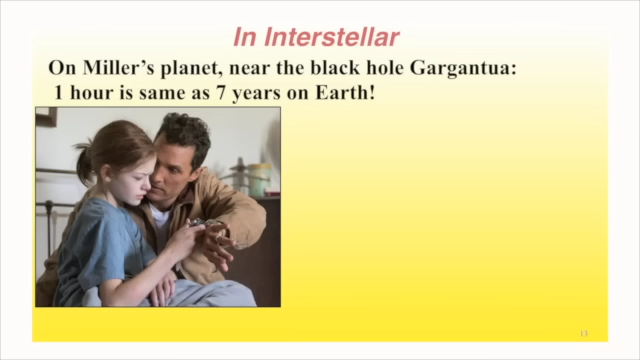 In Interstellar
On Miller's planet, near the black hole Gargantua:
1 hour is same as 7 years on Earth!
13